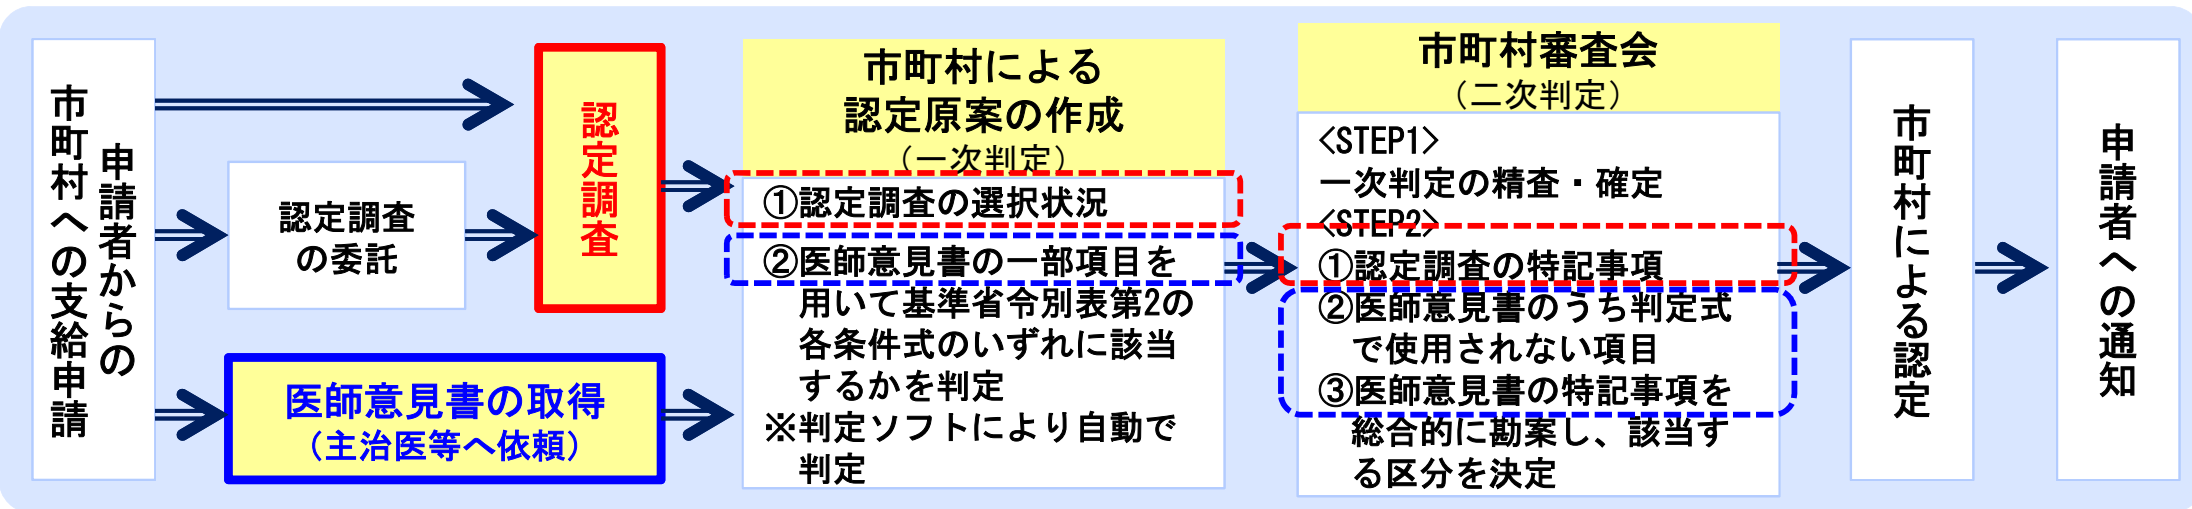 申請者からの
市町村への支給申請
認定調査
の委託
認定調査
医師意見書の取得
（主治医等へ依頼）
市町村による
認定原案の作成
（一次判定）
①認定調査の選択状況
②医師意見書の一部項目を
用いて基準省令別表第2の
各条件式のいずれに該当
するかを判定
※判定ソフトにより自動で
判定
市町村審査会
（二次判定）
<STEP1>
一次判定の精査・確定
<STEP2>
①認定調査の特記事項
②医師意見書のうち判定式
で使用されない項目
③医師意見書の特記事項を
総合的に勘案し、該当す
る区分を決定
市町村による認定
申請者への通知